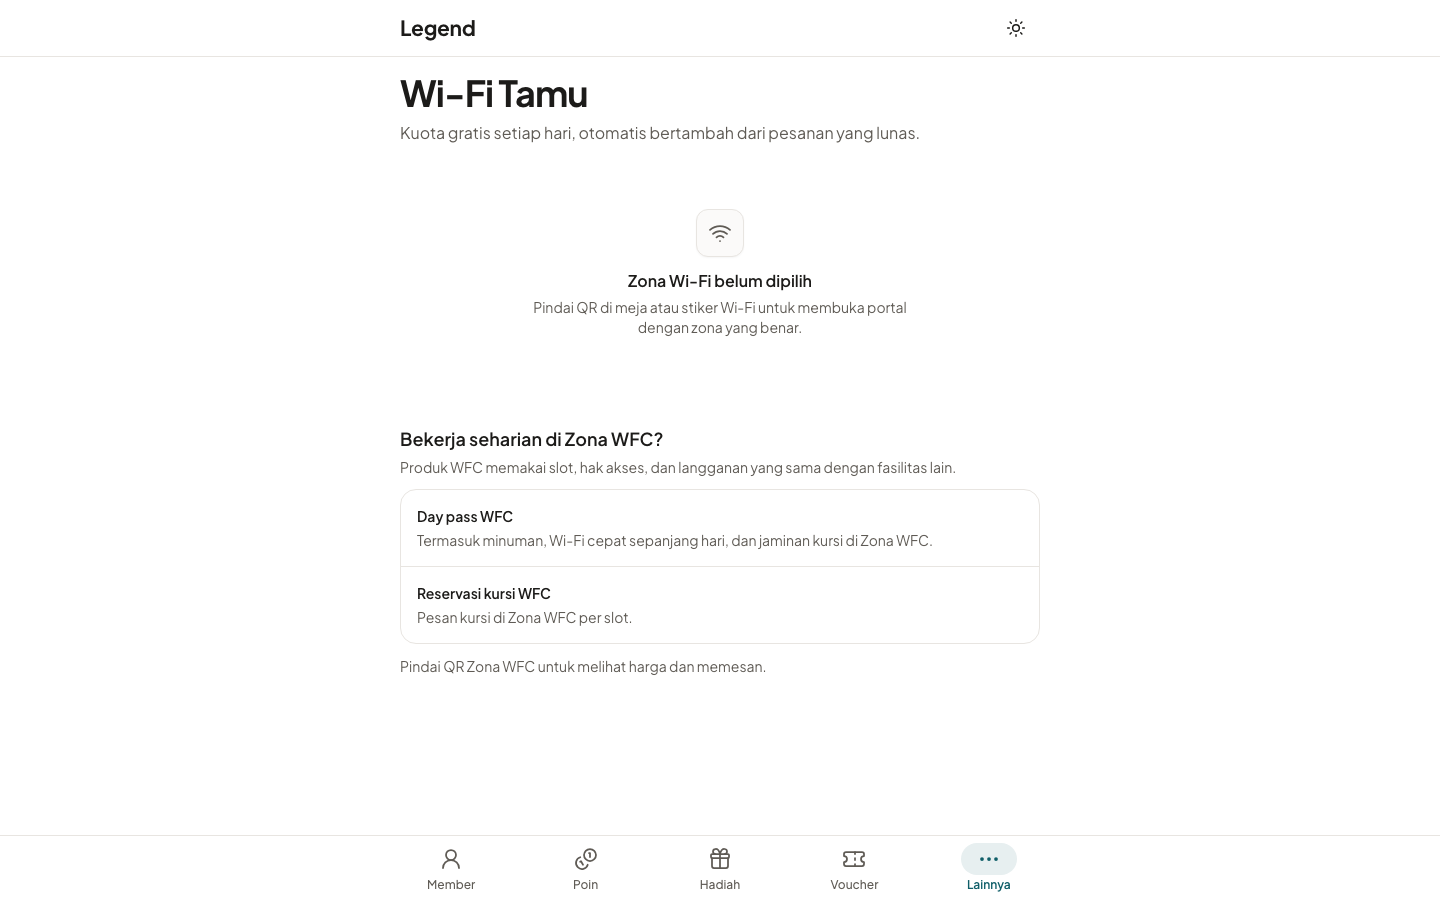 Legend
Wi-Fi Tamu
Kuota gratis setiap hari, otomatis bertambah dari pesanan yang lunas.
Zona Wi-Fi belum dipilih
Pindai QR di meja atau stiker Wi-Fi untuk membuka portal
dengan zona yang benar.
Bekerja seharian di Zona WFC?
Produk WFC memakai slot, hak akses, dan langganan yang sama dengan fasilitas lain.
Day pass WFC
Termasuk minuman, Wi-Fi cepat sepanjang hari, dan jaminan kursi di Zona WFC.
Reservasi kursi WFC
Pesan kursi di Zona WFC per slot.
Pindai QR Zona WFC untuk melihat harga dan memesan.
Member
Poin
Hadiah
Voucher
Lainnya